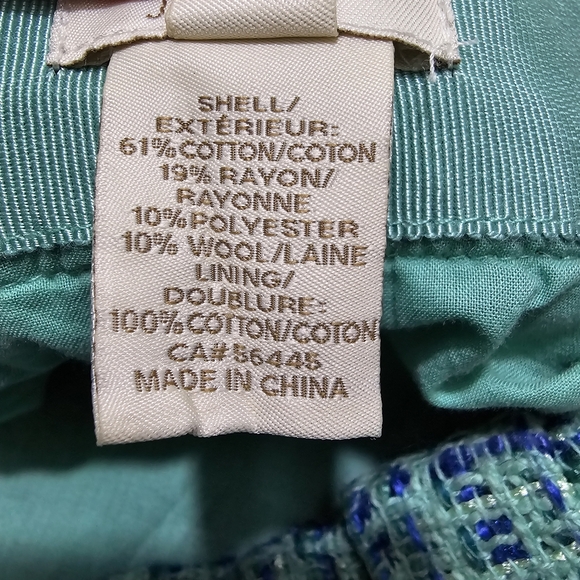 SHELL/
EXTÉRIEUR:
61% COTTON/COTON
19% RAYON/
RAYONNE
10% POLYESTER
10% WOOL/LAINE
LINING/
DOUBLURE:
100% COTTON/COTON
CA# 56445
MADE IN CHINA